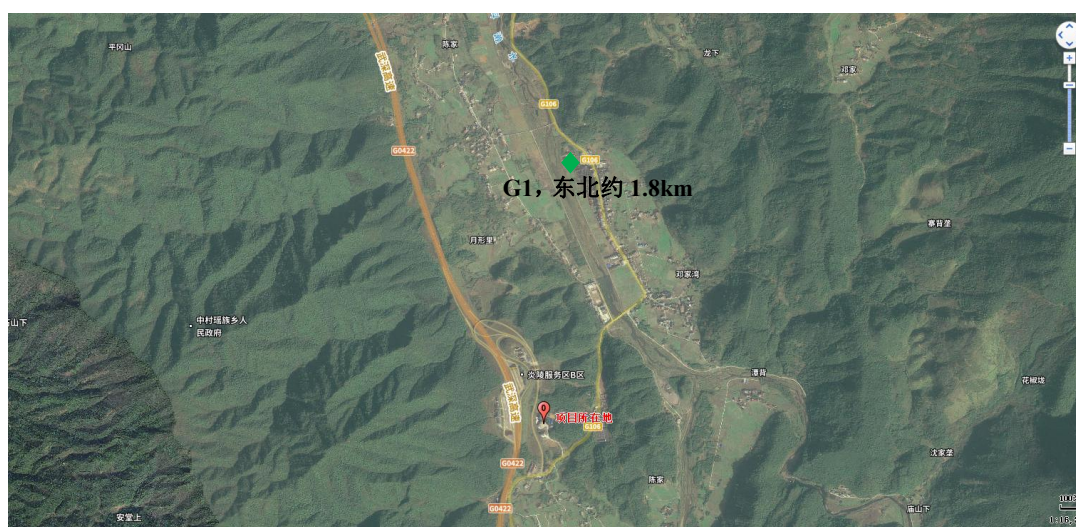 平冈山
陈家
龙下
邓家
G106
G0422
G106
G1，东北约 1.8km
寨背垄
月形里
邓家湾
中村瑶族乡人
民政府
炎陵服务区B区
潭背
花椒垅
项目所在地
G106
G0422
沈家垄
陈家
G0422
庙山下
安堂上